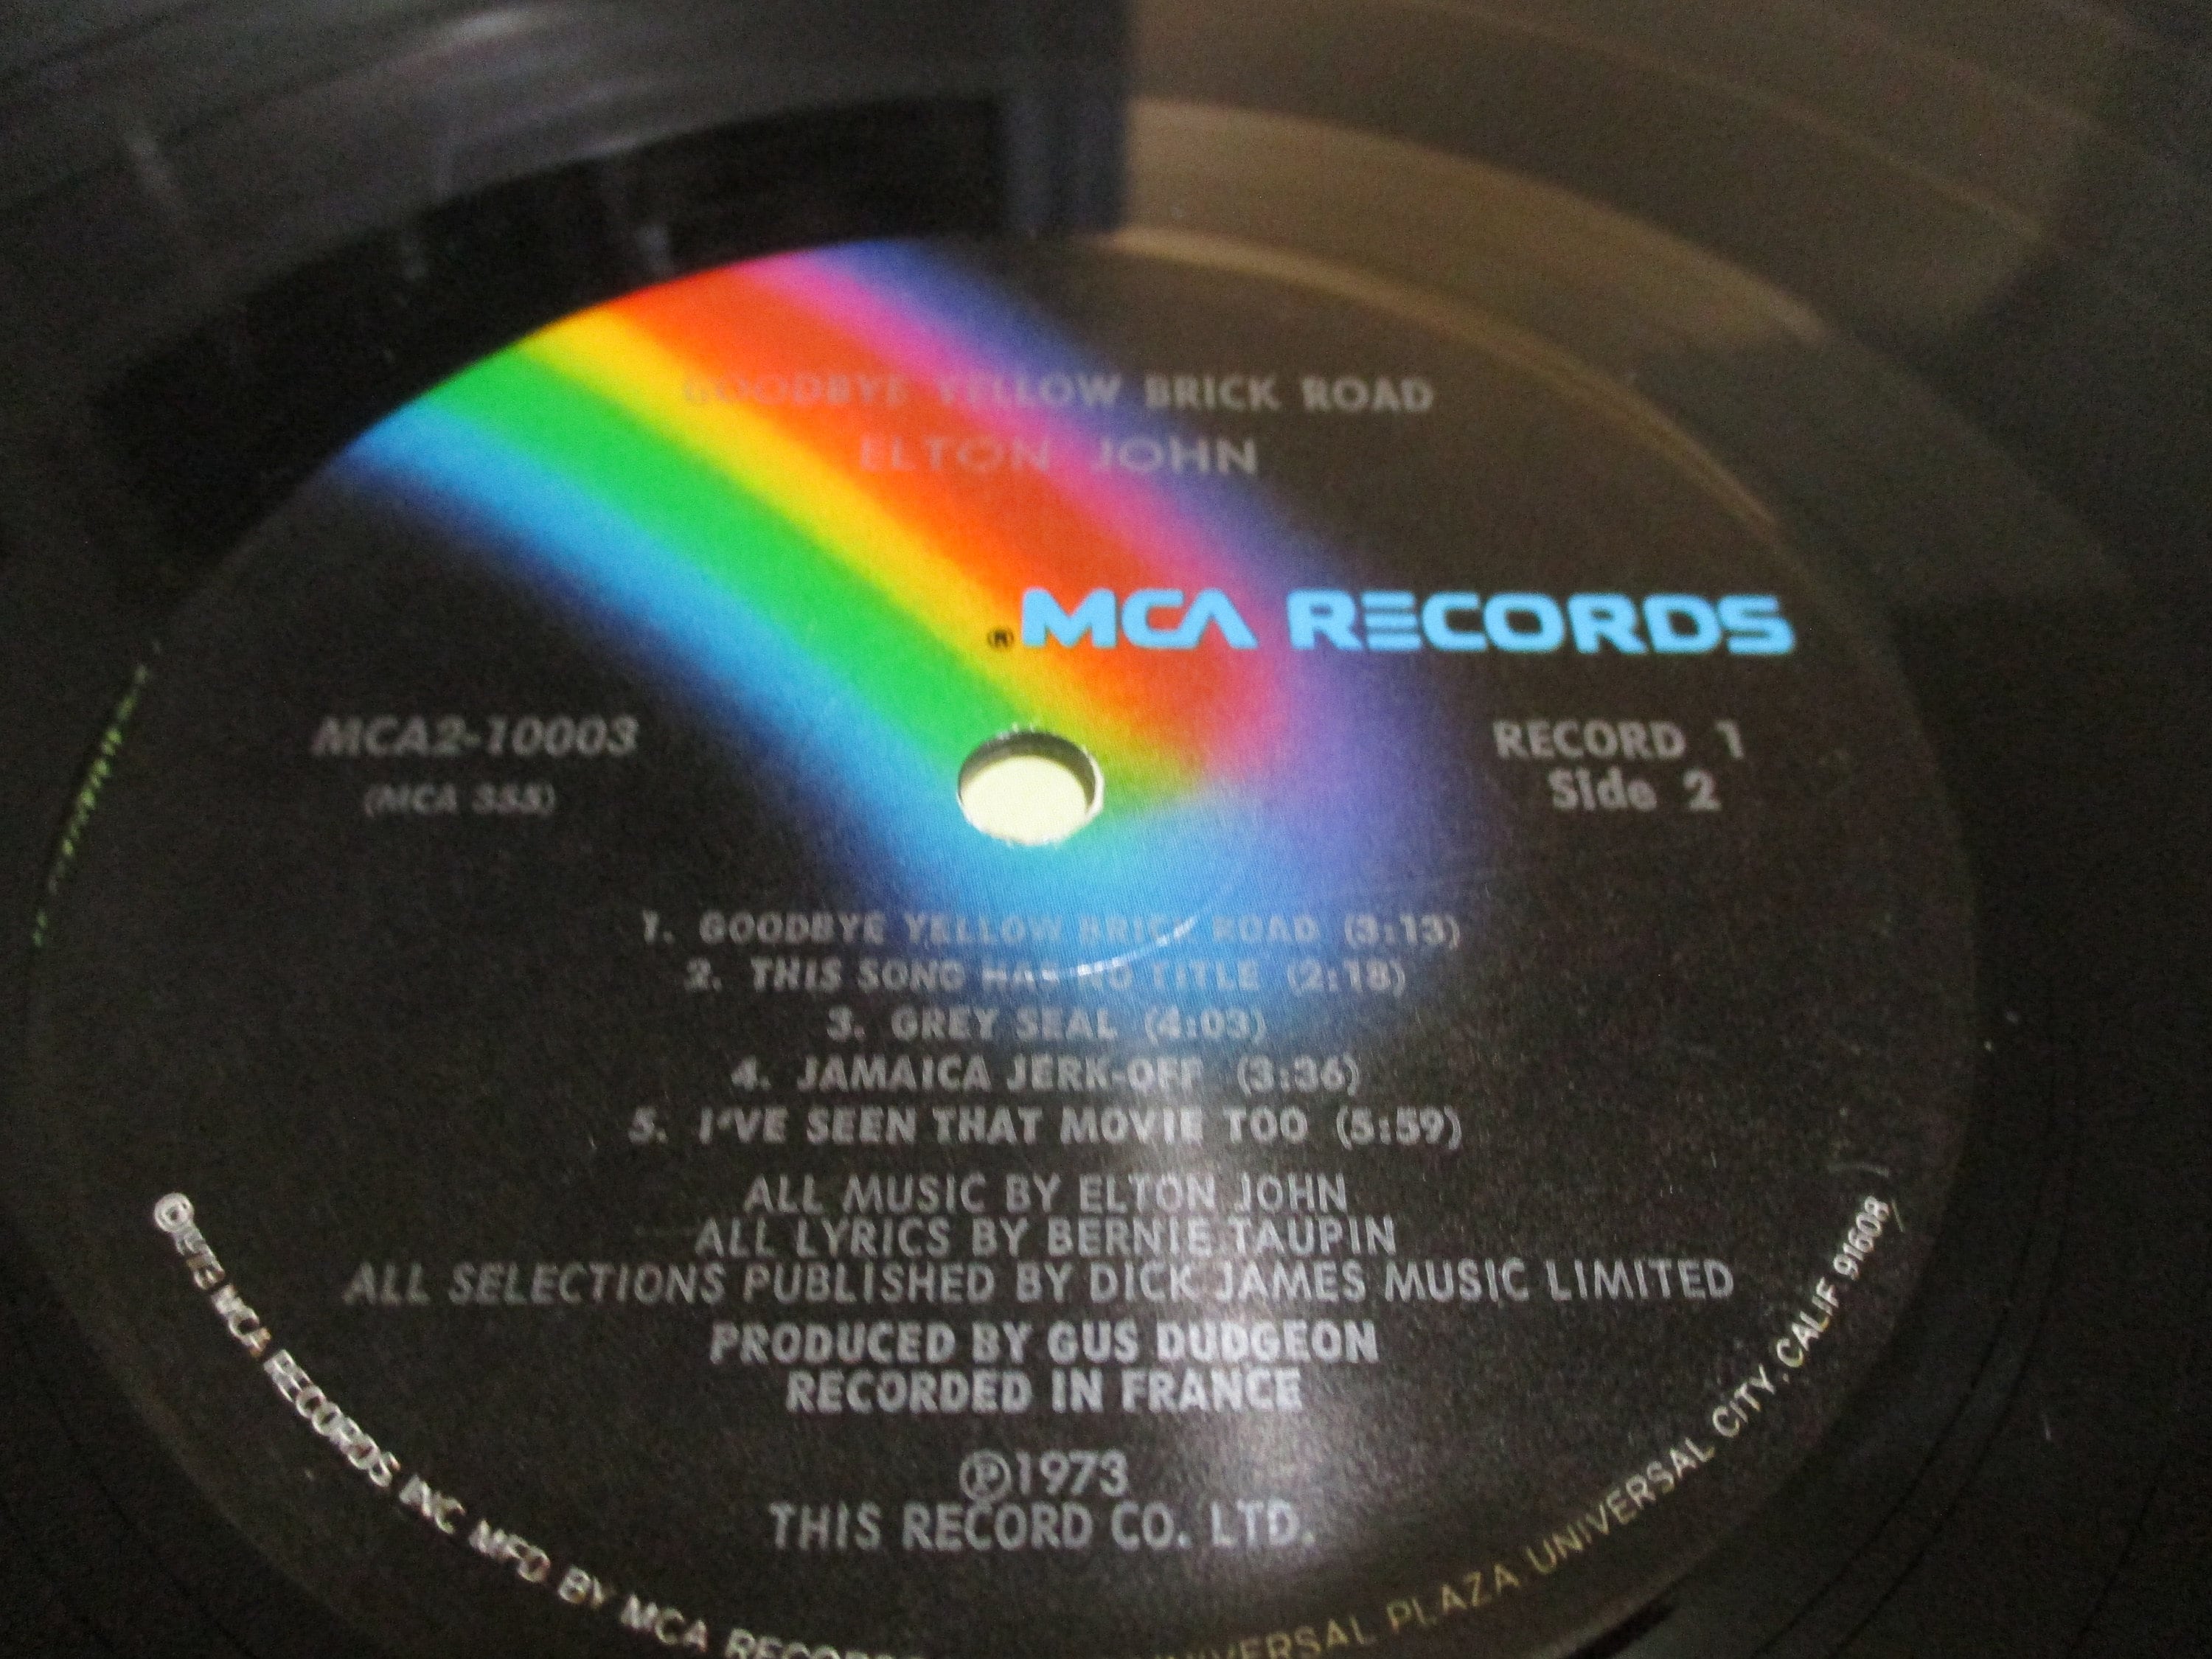 GOODBYE YELLOW BRICK ROAD
ELTON JOHN
®MCA RECORDS
MCA2-10003
(MCA 355)
RECORD 1
Side 2
1. GOODBYE YELLOW BRICK ROAD (3:13)
2. THIS SONG HAS NO TITLE (2:18)
3. GREY SEAL (4:03)
4. JAMAICA JERK-OFF (3:36)
5. I'VE SEEN THAT MOVIE TOO (5:59)
ALL MUSIC BY ELTON JOHN
ALL LYRICS BY BERNIE TAUPIN
ALL SELECTIONS PUBLISHED BY DICK JAMES MUSIC LIMITED
PRODUCED BY GUS DUDGEON
RECORDED IN FRANCE
℗1973
THIS RECORD CO. LTD.
©1973 MCA RECORDS INC MFD BY MCA PLAZA, UNIVERSAL CITY, CALIF 91608